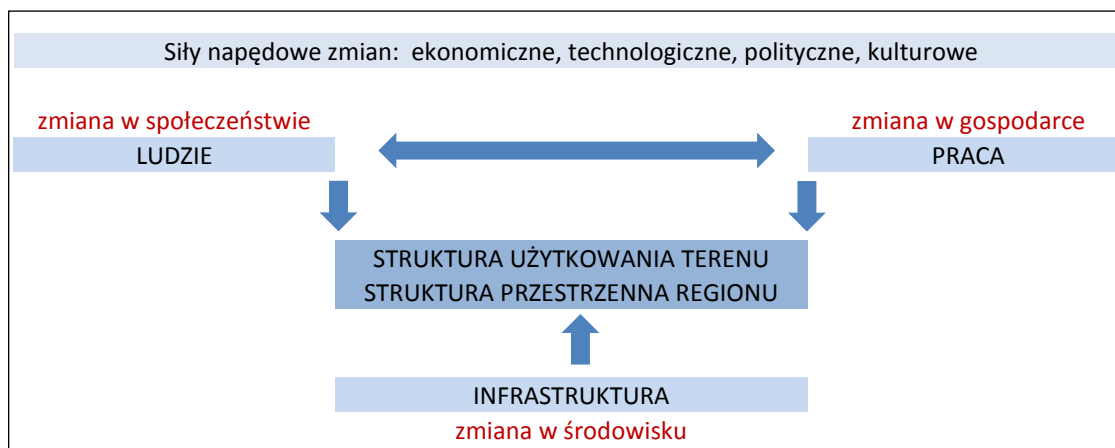 Siły napędowe zmian: ekonomiczne, technologiczne, polityczne, kulturowe
zmiana w społeczeństwie
LUDZIE
zmiana w gospodarce
PRACA
STRUKTURA UŻYTKOWANIA TERENU
STRUKTURA PRZESTRZENNA REGIONU
INFRASTRUKTURA
zmiana w środowisku